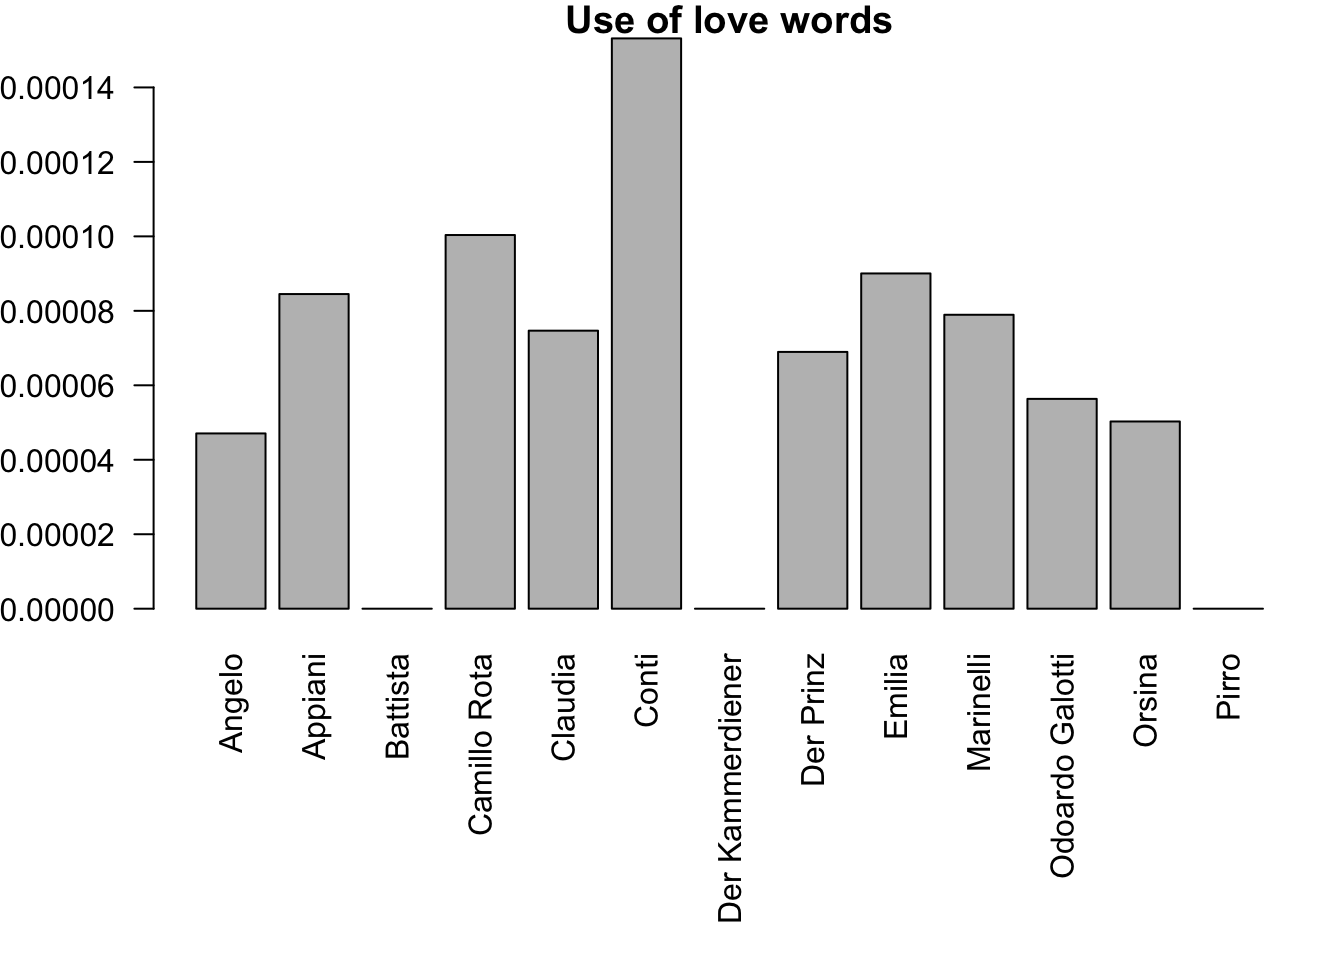 Use of love words
0.00014
0.00012
0.00010
0.00008
0.00006
0.00004
0.00002
0.00000
Angelo
Appiani
Battista
Camillo Rota
Claudia
Conti
Der Kammerdiener
Der Prinz
Emilia
Marinelli
Odoardo Galotti
Orsina
Pirro